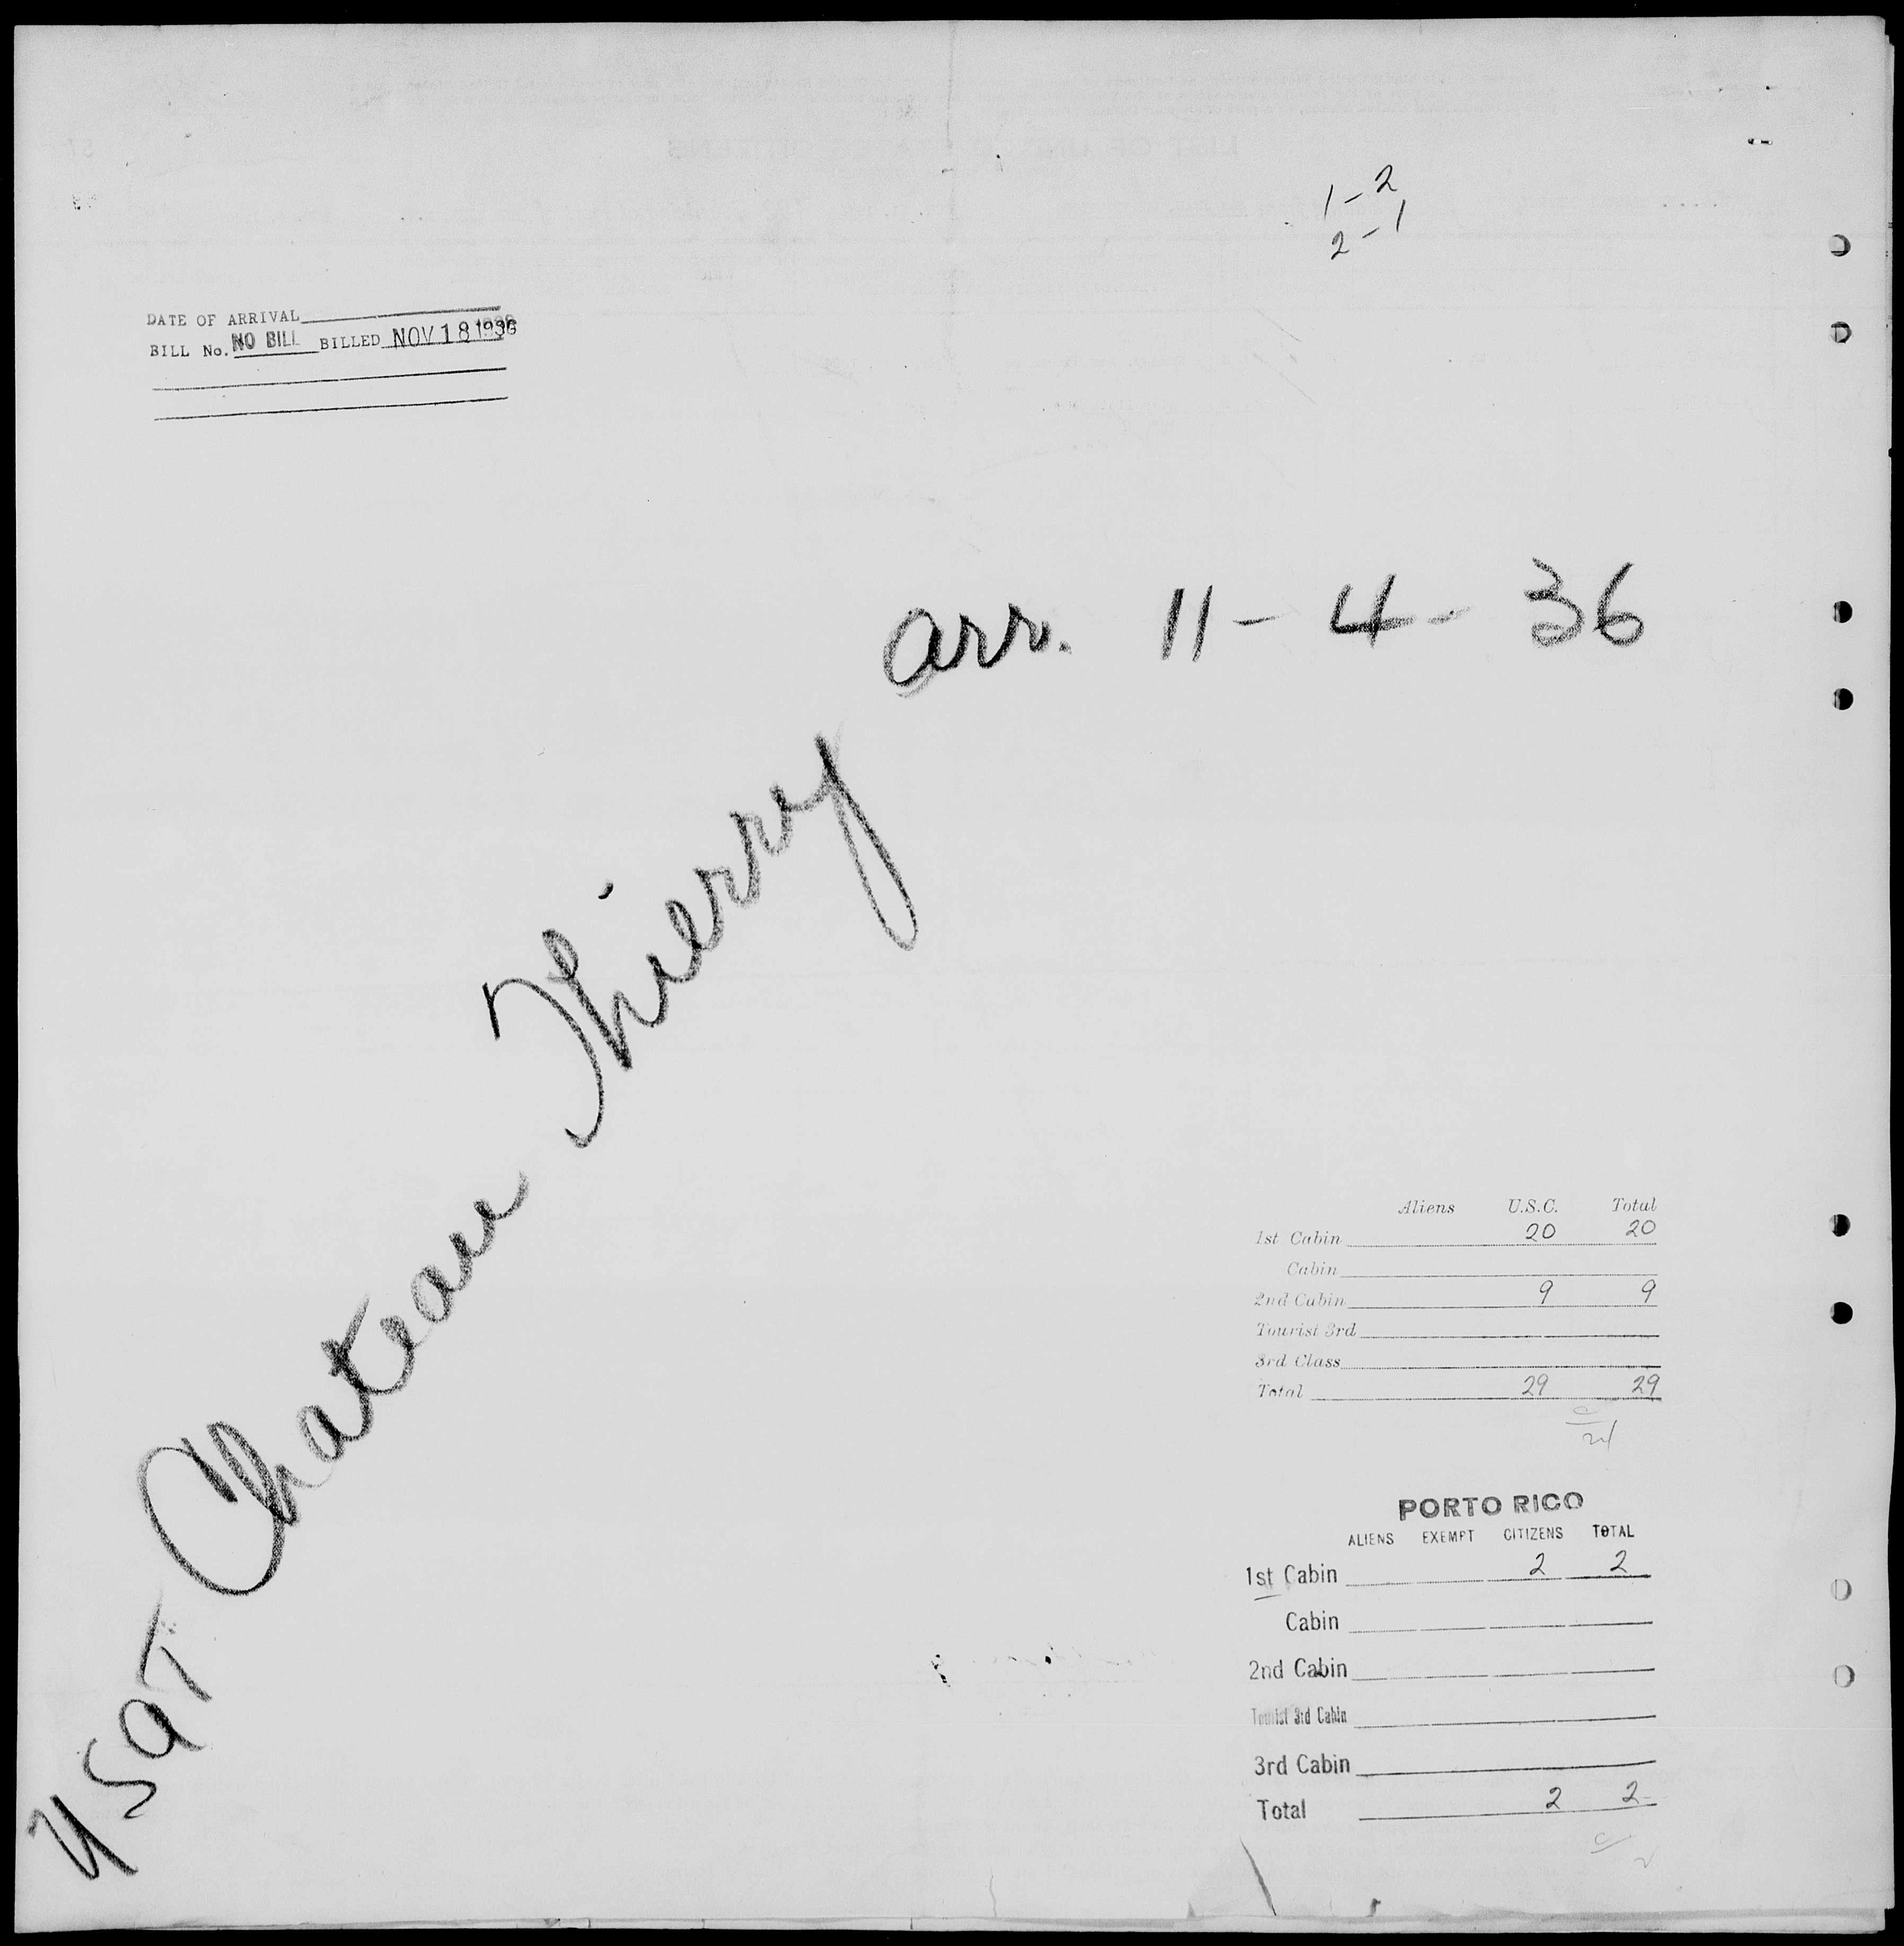 1 - 2
2 - 1
DATE OF ARRIVAL
BILL No. NO BILL BILLED NOV 18 1936
arr. 11 - 4 - 36
USAT Chateau Thierry
Aliens U.S.C. Total
1st Cabin 20 20
Cabin
2nd Cabin 9 9
Tourist 3rd
3rd Class
Total 29 29
PORTO RICO
ALIENS EXEMPT CITIZENS TOTAL
1st Cabin 2 2
Cabin
2nd Cabin
Tourist 3rd Cabin
3rd Cabin
Total 2 2